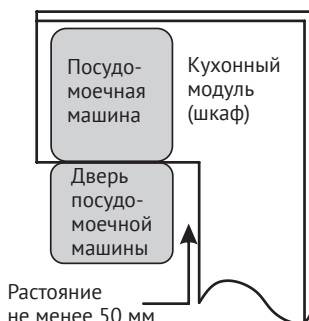 Посудо-
моечная
машина
Кухонный
модуль
(шкаф)
Дверь
посудо-
моечной
машины
Растояние
не менее 50 мм